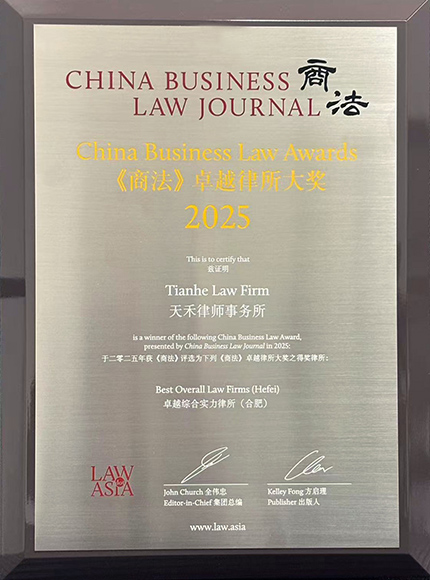 CHINA BUSINESS 商
LAW JOURNAL 法
China Business Law Awards
《商法》卓越律所大奖
2025
This is to certify that
兹证明
Tianhe Law Firm
天禾律师事务所
is a winner of the following China Business Law Award,
presented by China Business Law Journal in 2025:
于二零二五年获《商法》评选为下列《商法》卓越律所大奖之得奖律所：
Best Overall Law Firms (Hefei)
卓越综合实力律所（合肥）
LAW
.
ASIA
John Church 全伟忠
Editor-in-Chief 集团总编
Kelley Fong 方启理
Publisher 出版人
www.law.asia